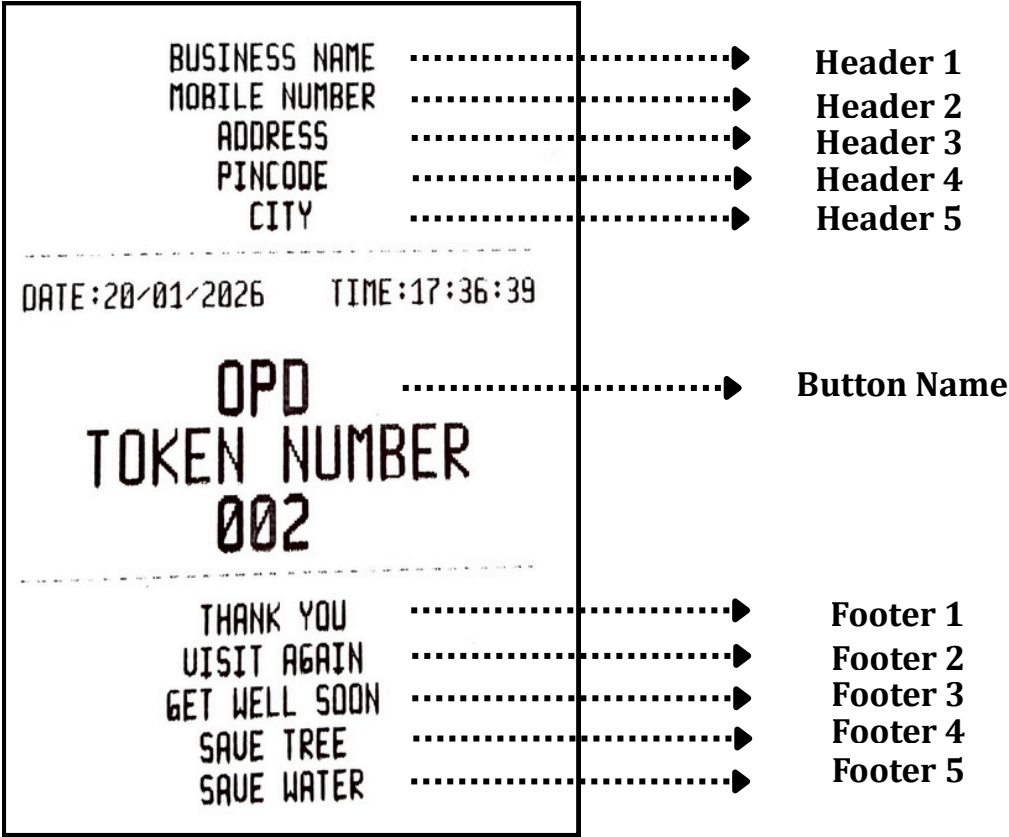 BUSINESS NAME Header 1
MOBILE NUMBER Header 2
ADDRESS Header 3
PINCODE Header 4
CITY Header 5
DATE:20/01/2026 TIME:17:36:39
OPD Button Name
TOKEN NUMBER
002
THANK YOU Footer 1
VISIT AGAIN Footer 2
GET WELL SOON Footer 3
SAVE TREE Footer 4
SAVE WATER Footer 5